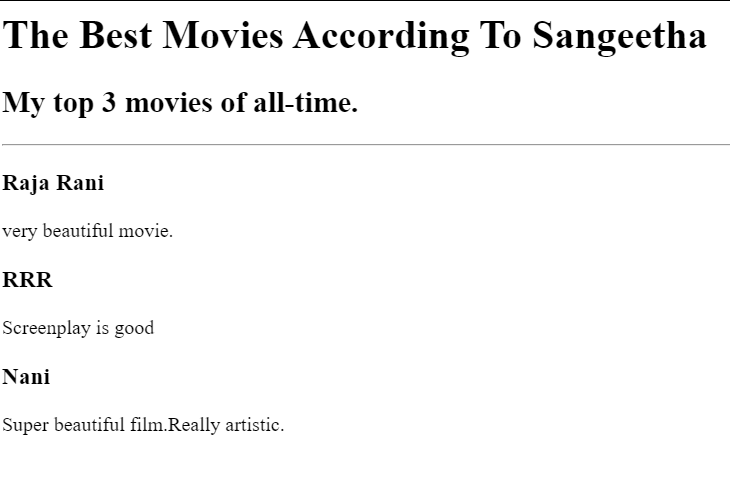 The Best Movies According To Sangeetha
My top 3 movies of all-time.
Raja Rani
very beautiful movie.
RRR
Screenplay is good
Nani
Super beautiful film.Really artistic.